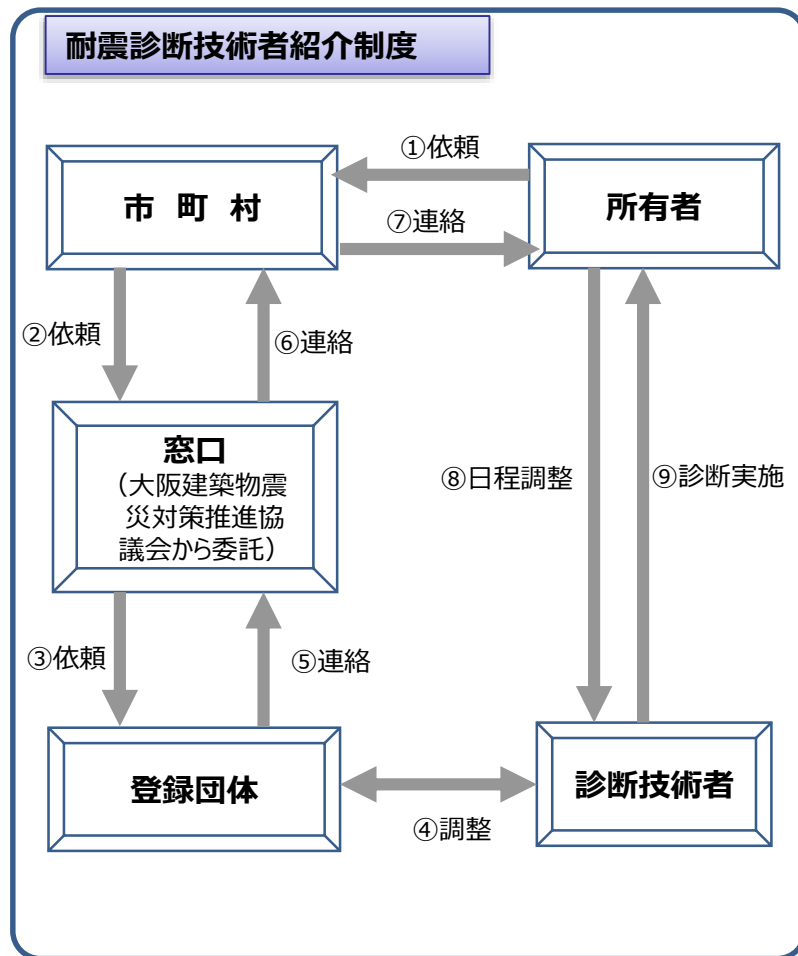 耐震診断技術者紹介制度
①依頼
市 町 村
所有者
⑦連絡
②依頼
⑥連絡
窓口
（大阪建築物震
災対策推進協
議会から委託）
⑧日程調整
⑨診断実施
③依頼
⑤連絡
登録団体
診断技術者
④調整